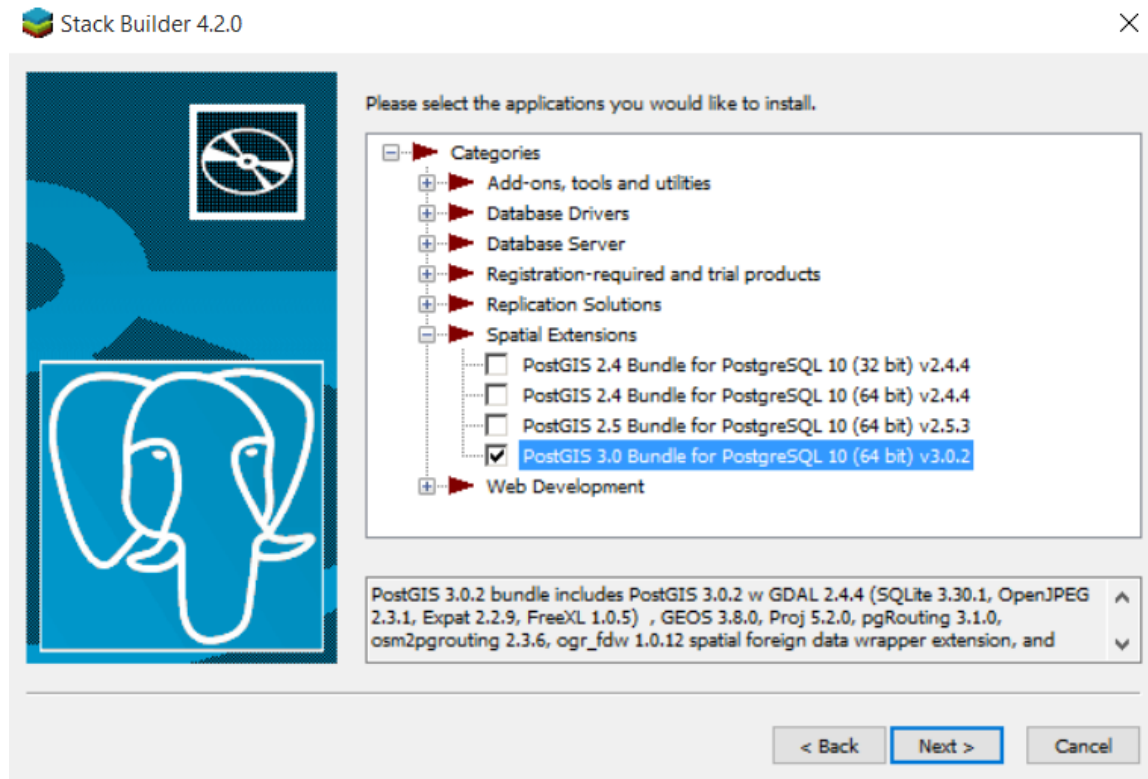 Stack Builder 4.2.0
Please select the applications you would like to install.
Categories
Add-ons, tools and utilities
Database Drivers
Database Server
Registration-required and trial products
Replication Solutions
Spatial Extensions
PostGIS 2.4 Bundle for PostgreSQL 10 (32 bit) v2.4.4
PostGIS 2.4 Bundle for PostgreSQL 10 (64 bit) v2.4.4
PostGIS 2.5 Bundle for PostgreSQL 10 (64 bit) v2.5.3
PostGIS 3.0 Bundle for PostgreSQL 10 (64 bit) v3.0.2
Web Development
PostGIS 3.0.2 bundle includes PostGIS 3.0.2 w GDAL 2.4.4 (SQLite 3.30.1, OpenJPEG
2.3.1, Expat 2.2.9, FreeXL 1.0.5) , GEOS 3.8.0, Proj 5.2.0, pgRouting 3.1.0,
osm2pgrouting 2.3.6, ogr_fdw 1.0.12 spatial foreign data wrapper extension, and
< Back Next > Cancel